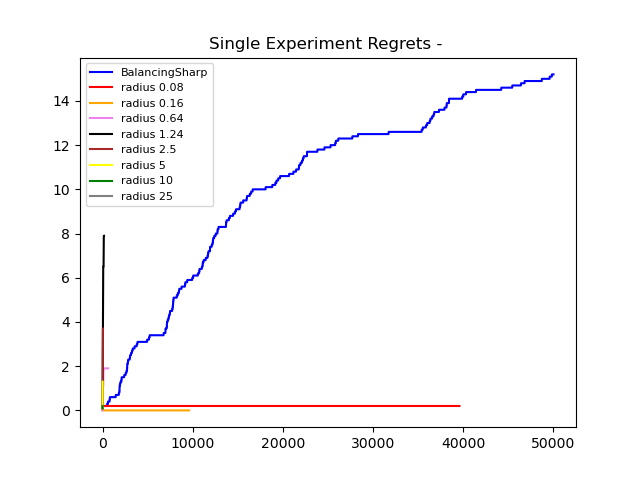 Single Experiment Regrets -
BalancingSharp
radius 0.08
radius 0.16
radius 0.64
radius 1.24
radius 2.5
radius 5
radius 10
radius 25
14
12
10
8
6
4
2
0
0 10000 20000 30000 40000 50000